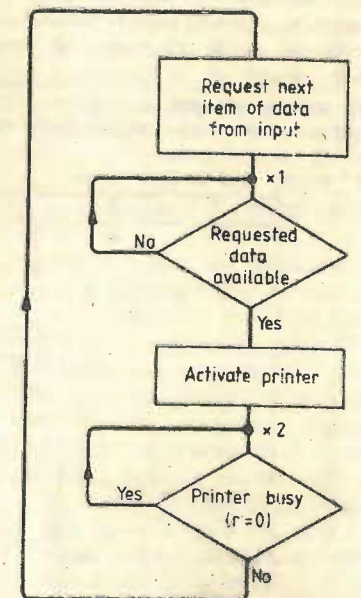 Request next
item of data
from input
×1
No
Requested
data
available
Yes
Activate printer
×2
Yes
Printer busy
(r=0)
No